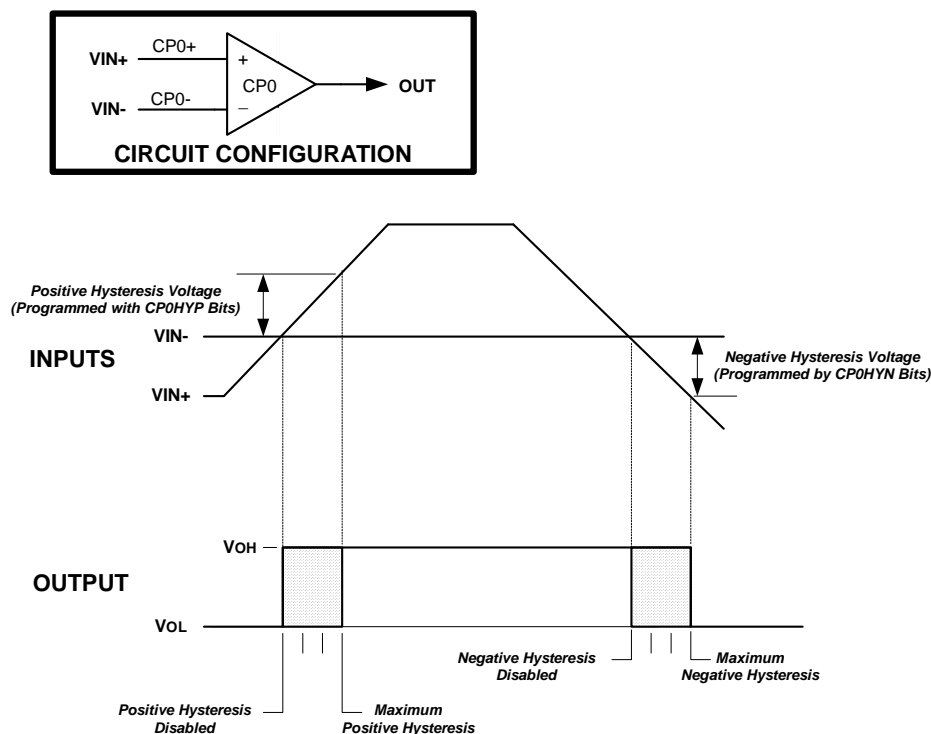 VIN+
CP0+
+
CP0
OUT
VIN-
CP0-
_
CIRCUIT CONFIGURATION
Positive Hysteresis Voltage
(Programmed with CP0HYP Bits)
VIN-
INPUTS
Negative Hysteresis Voltage
(Programmed by CP0HYN Bits)
VIN+
VOH
OUTPUT
VOL
Negative Hysteresis
Disabled
Maximum
Negative Hysteresis
Positive Hysteresis
Disabled
Maximum
Positive Hysteresis